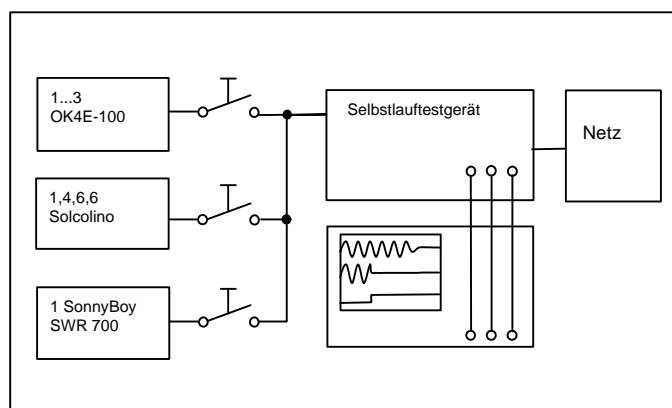 1...3
OK4E-100
Selbstlauftestgerät
Netz
1,4,6,6
Solcolino
1 SonnyBoy
SWR 700